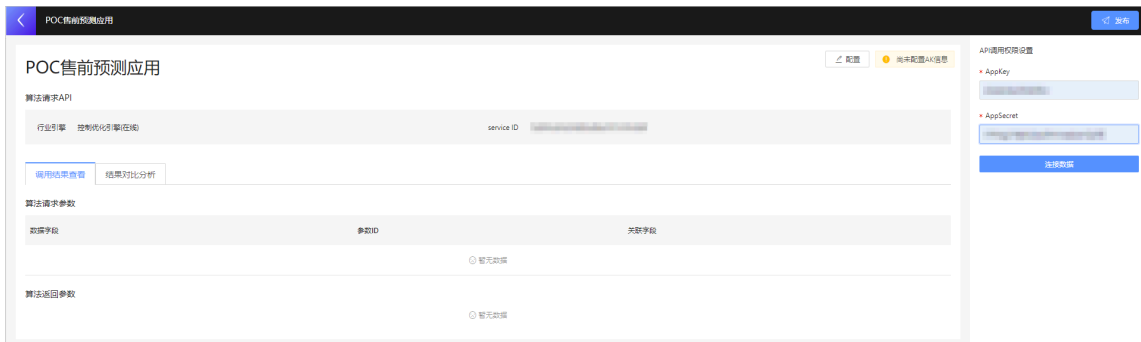 POC售前预测应用
发布
POC售前预测应用
配置
尚未配置AK信息
算法请求API
行业引擎 控制优化引擎(在线)
service ID
调用结果查看
结果对比分析
算法请求参数
数据字段 参数ID 关联字段
暂无数据
算法返回参数
暂无数据
API调用权限设置
* AppKey
* AppSecret
连接数据